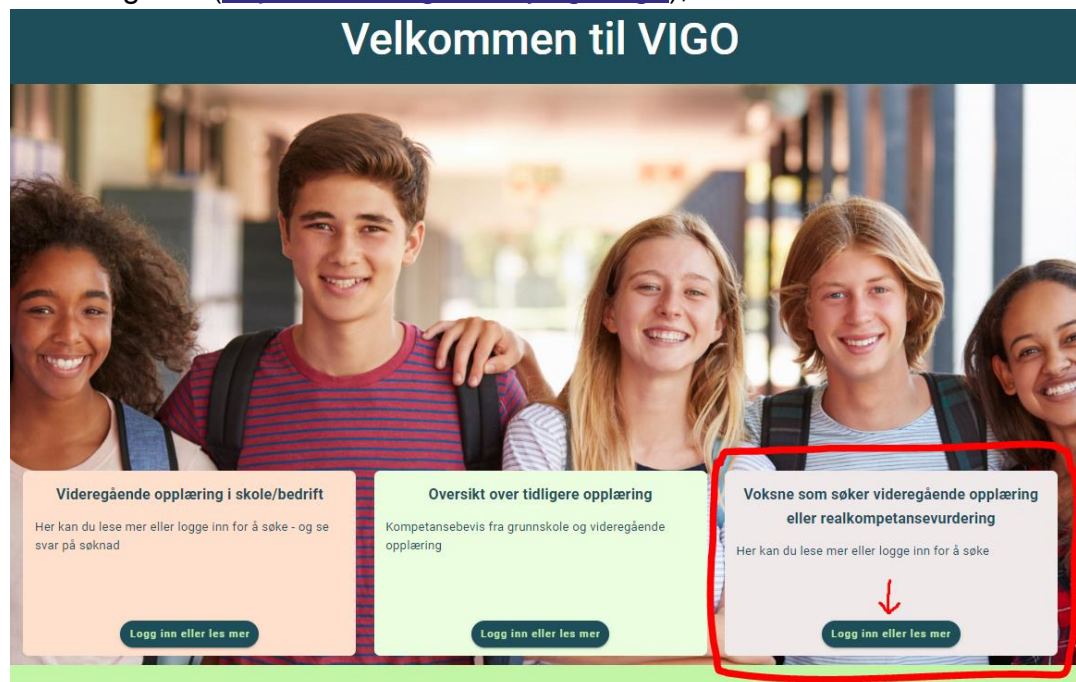 Velkommen til VIGO
Videregående opplæring i skole/bedrift
Her kan du lese mer eller logge inn for å søke - og se
svar på søknad
Logg inn eller les mer
Oversikt over tidligere opplæring
Kompetansebevis fra grunnskole og videregående
opplæring
Logg inn eller les mer
Voksne som søker videregående opplæring
eller realkompetansevurdering
Her kan du lese mer eller logge inn for å søke
Logg inn eller les mer